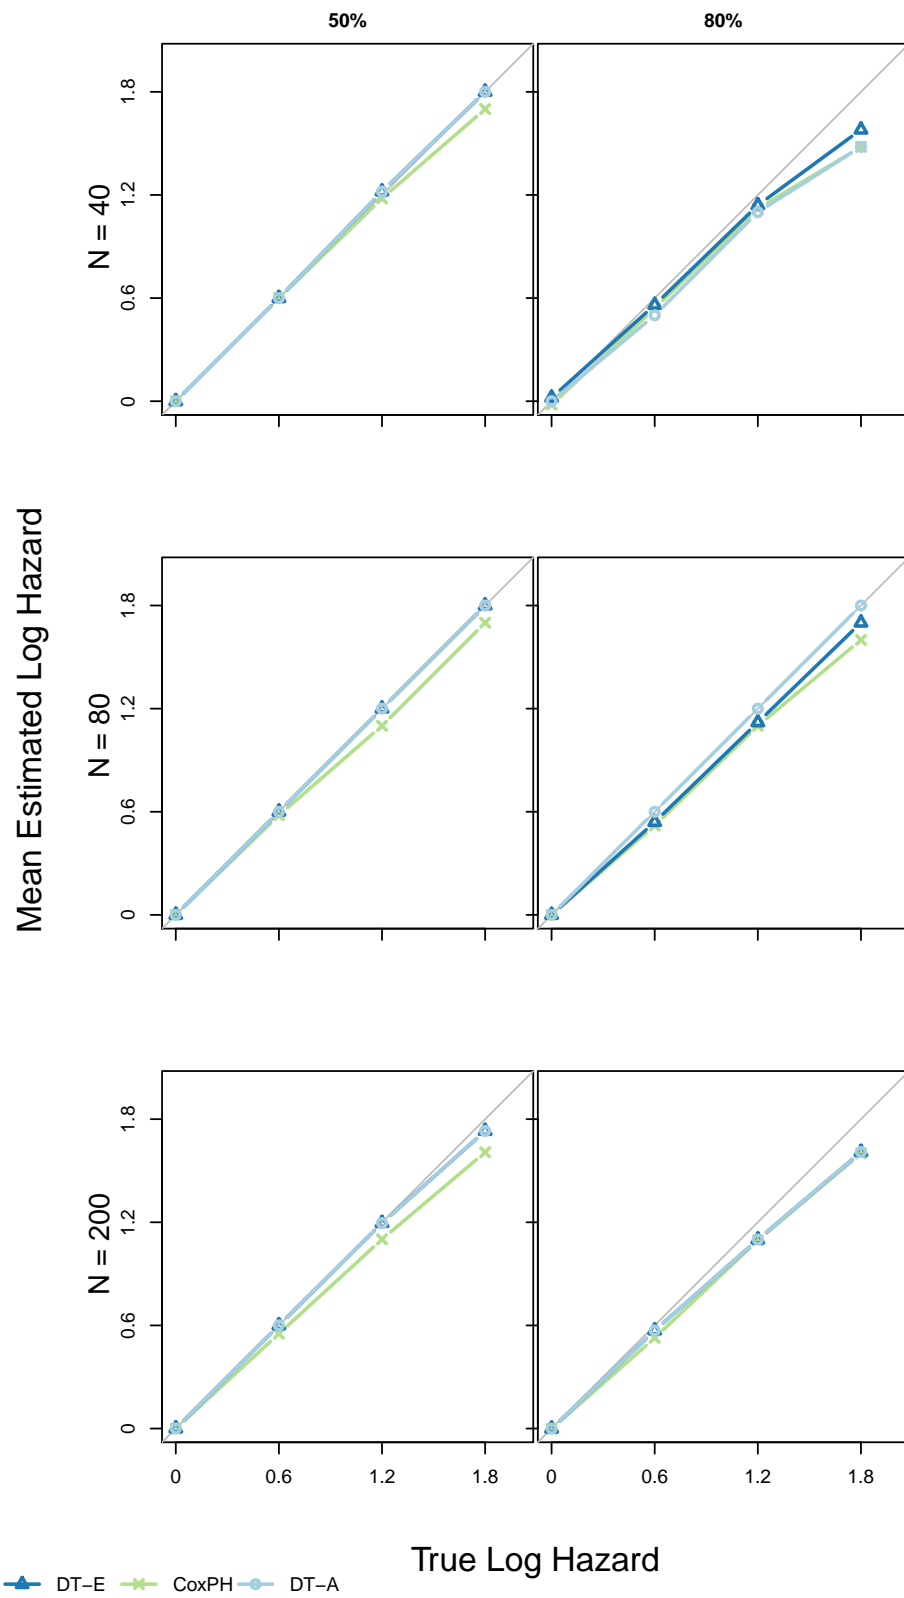 50%
80%
Mean Estimated Log Hazard
N = 40
1.8
1.2
0.6
0
N = 80
1.8
1.2
0.6
0
N = 200
1.8
1.2
0.6
0
0 0.6 1.2 1.8
0 0.6 1.2 1.8
True Log Hazard
DT−E CoxPH DT−A